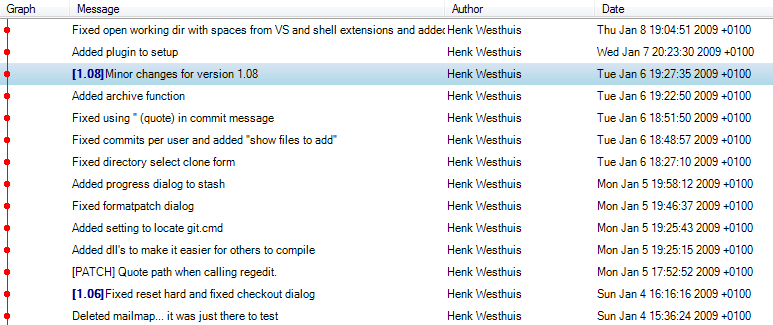 Graph Message Author Date
Fixed open working dir with spaces from VS and shell extensions and added Henk Westhuis Thu Jan 8 19:04:51 2009 +0100
Added plugin to setup Henk Westhuis Wed Jan 7 20:23:30 2009 +0100
[1.08]Minor changes for version 1.08 Henk Westhuis Tue Jan 6 19:27:35 2009 +0100
Added archive function Henk Westhuis Tue Jan 6 19:22:50 2009 +0100
Fixed using " (quote) in commit message Henk Westhuis Tue Jan 6 18:51:50 2009 +0100
Fixed commits per user and added "show files to add" Henk Westhuis Tue Jan 6 18:48:57 2009 +0100
Fixed directory select clone form Henk Westhuis Tue Jan 6 18:27:10 2009 +0100
Added progress dialog to stash Henk Westhuis Mon Jan 5 19:58:12 2009 +0100
Fixed formatpatch dialog Henk Westhuis Mon Jan 5 19:46:37 2009 +0100
Added setting to locate git.cmd Henk Westhuis Mon Jan 5 19:25:43 2009 +0100
Added dll's to make it easier for others to compile Henk Westhuis Mon Jan 5 19:25:15 2009 +0100
[PATCH] Quote path when calling regedit. Henk Westhuis Mon Jan 5 17:52:52 2009 +0100
[1.06]Fixed reset hard and fixed checkout dialog Henk Westhuis Sun Jan 4 16:16:16 2009 +0100
Deleted mailmap... it was just there to test Henk Westhuis Sun Jan 4 15:36:24 2009 +0100